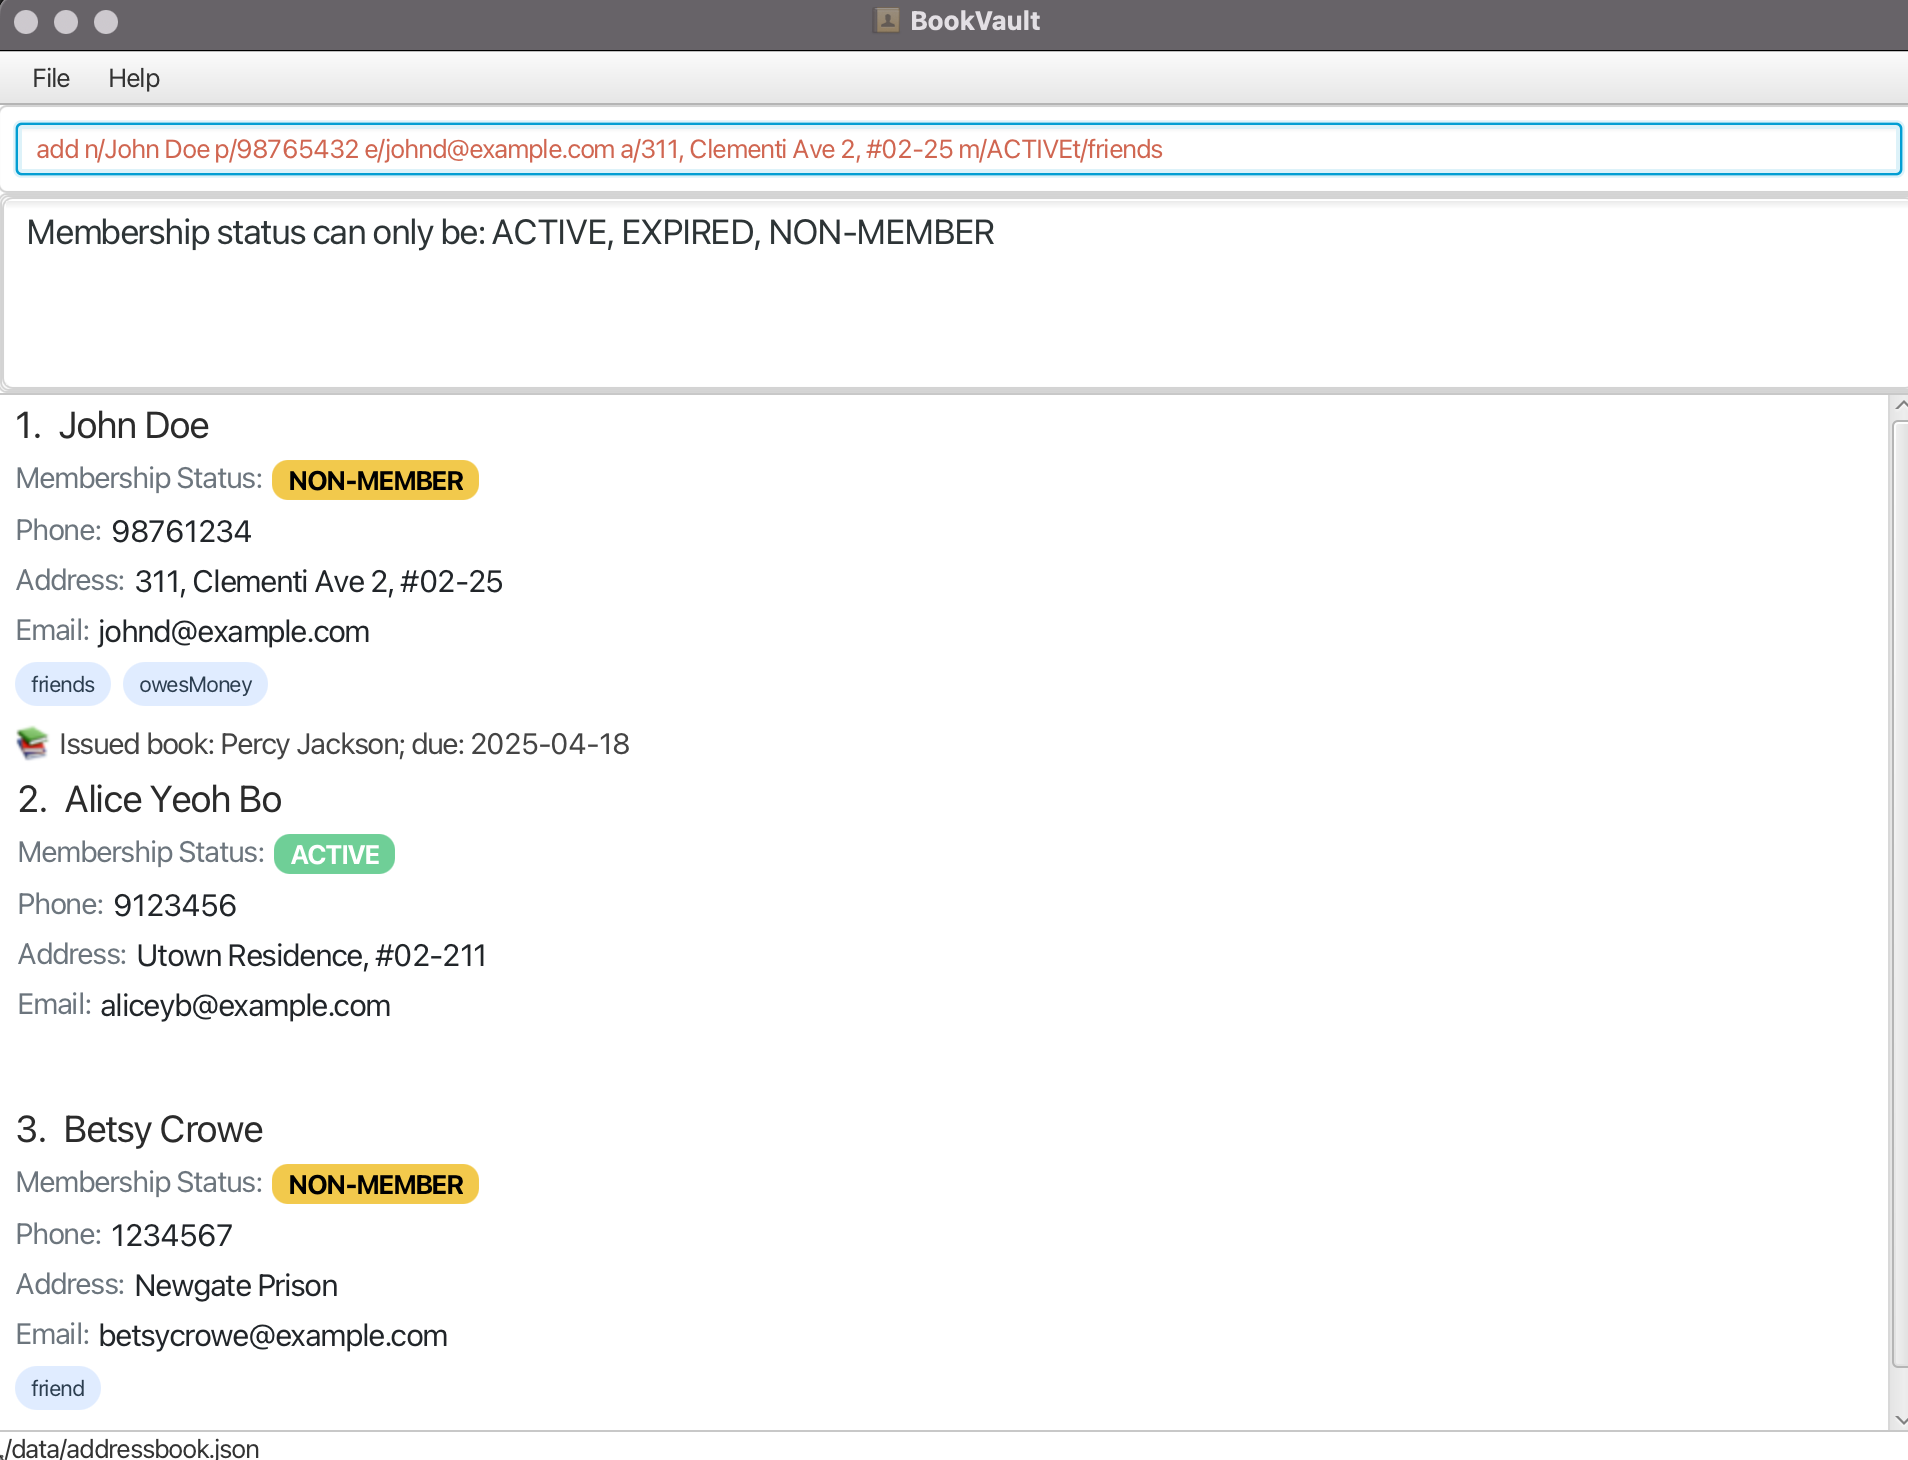 BookVault
File Help
add n/John Doe p/98765432 e/johnd@example.com a/311, Clementi Ave 2, #02-25 m/ACTIVEt/friends
Membership status can only be: ACTIVE, EXPIRED, NON-MEMBER
1. John Doe
Membership Status: NON-MEMBER
Phone: 98761234
Address: 311, Clementi Ave 2, #02-25
Email: johnd@example.com
friends owesMoney
Issued book: Percy Jackson; due: 2025-04-18
2. Alice Yeoh Bo
Membership Status: ACTIVE
Phone: 9123456
Address: Utown Residence, #02-211
Email: aliceyb@example.com
3. Betsy Crowe
Membership Status: NON-MEMBER
Phone: 1234567
Address: Newgate Prison
Email: betsycrowe@example.com
friend
./data/addressbook.json